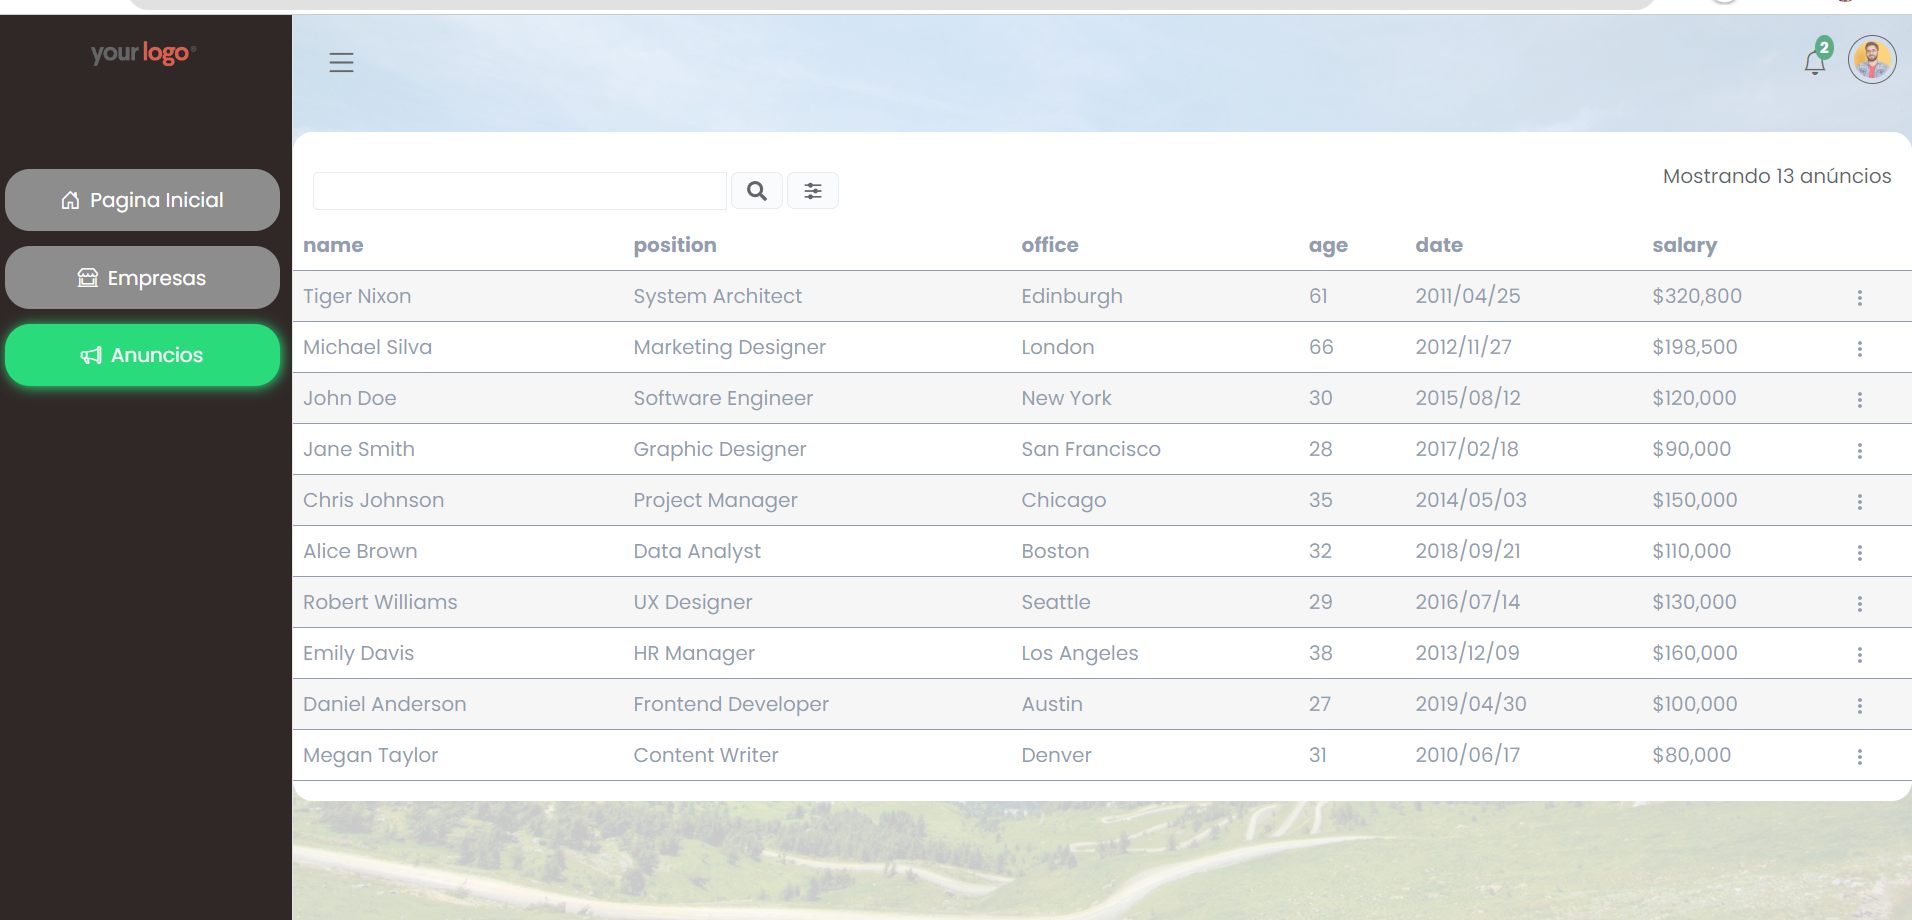 your logo®
2
Pagina Inicial
Empresas
Anuncios
Mostrando 13 anúncios
name position office age date salary
Tiger Nixon System Architect Edinburgh 61 2011/04/25 $320,800
Michael Silva Marketing Designer London 66 2012/11/27 $198,500
John Doe Software Engineer New York 30 2015/08/12 $120,000
Jane Smith Graphic Designer San Francisco 28 2017/02/18 $90,000
Chris Johnson Project Manager Chicago 35 2014/05/03 $150,000
Alice Brown Data Analyst Boston 32 2018/09/21 $110,000
Robert Williams UX Designer Seattle 29 2016/07/14 $130,000
Emily Davis HR Manager Los Angeles 38 2013/12/09 $160,000
Daniel Anderson Frontend Developer Austin 27 2019/04/30 $100,000
Megan Taylor Content Writer Denver 31 2010/06/17 $80,000